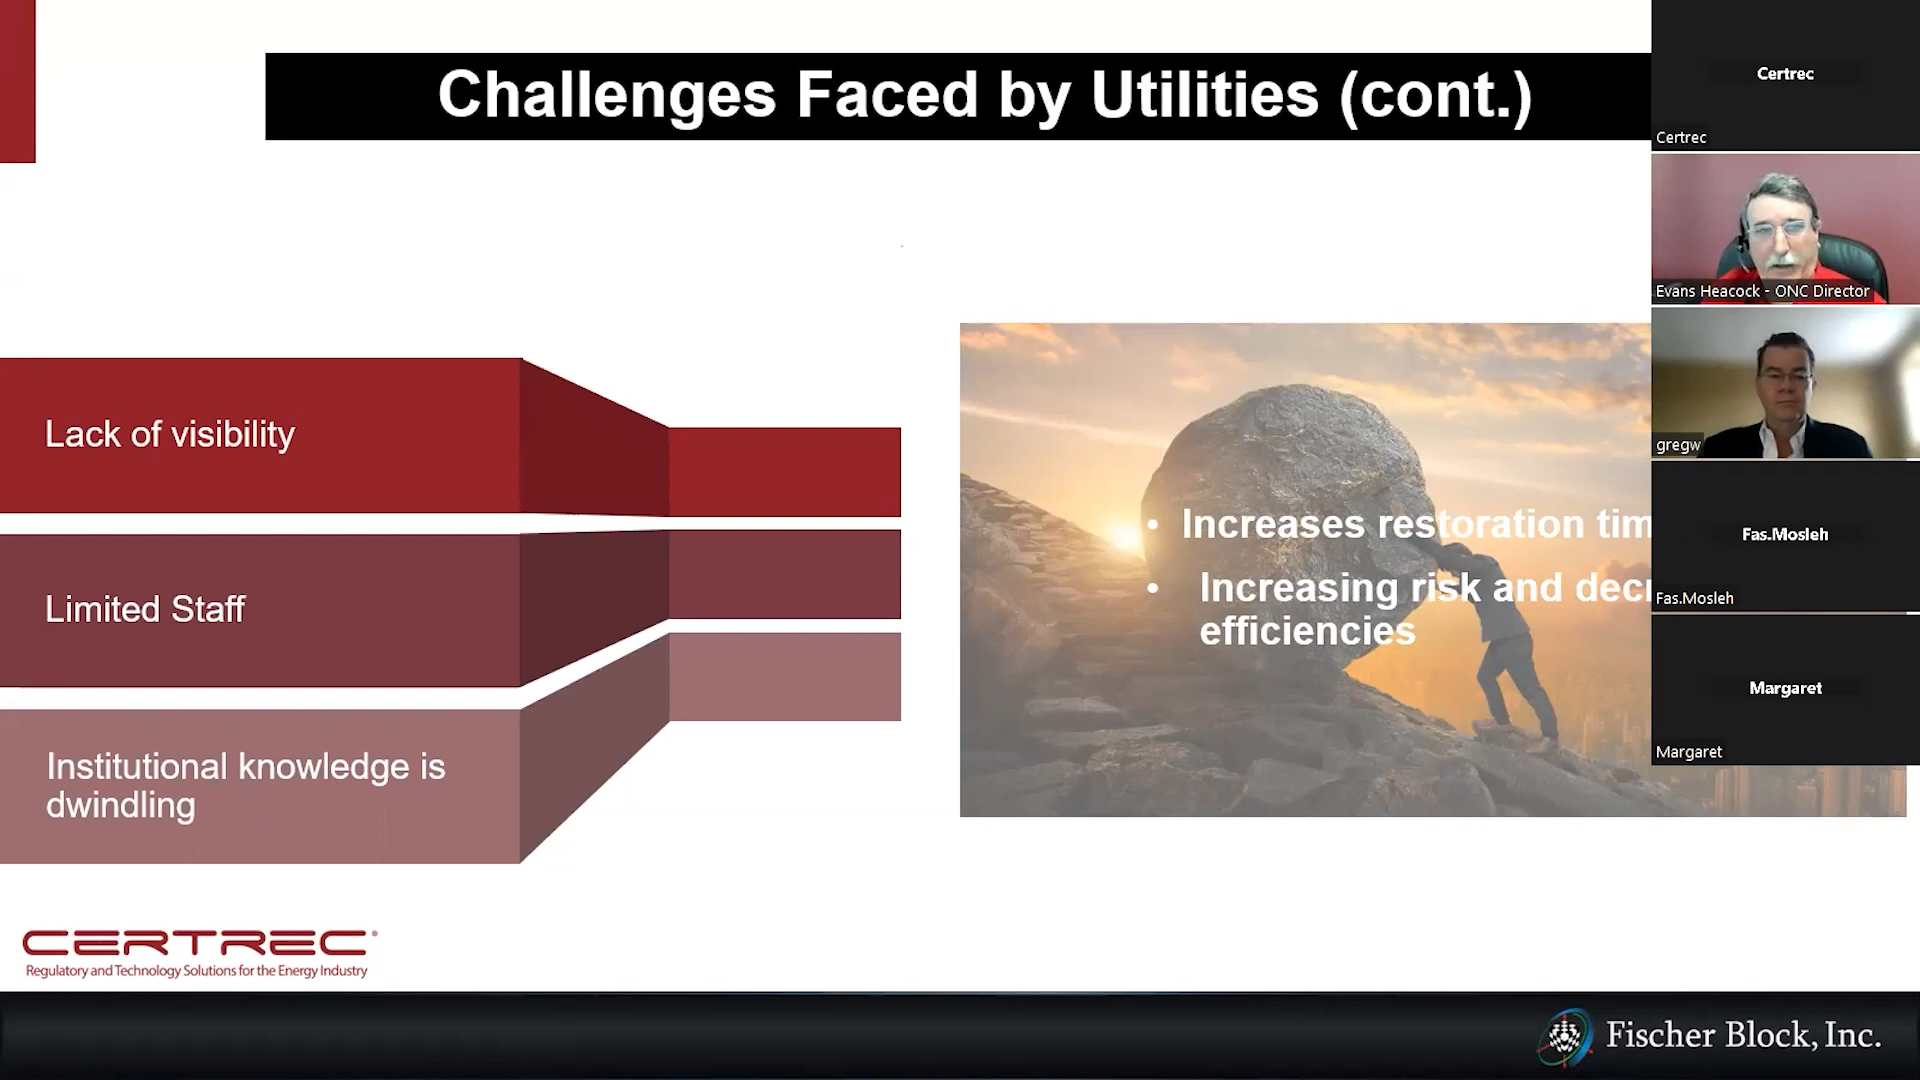 Challenges Faced by Utilities (cont.)
Certrec
Certrec
Evans Heacock - ONC Director
gregw
Fas.Mosleh
Fas.Mosleh
Margaret
Margaret
Lack of visibility
Limited Staff
Institutional knowledge is
dwindling
• Increases restoration tim
• Increasing risk and dec
efficiencies
CERTREC®
Regulatory and Technology Solutions for the Energy Industry
Fischer Block, Inc.